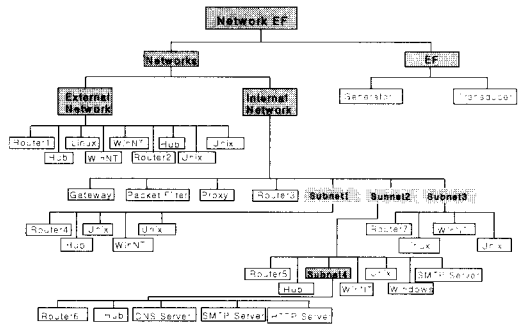 Network EF
Networks
EF
External Network
Internal Network
Generator
Transducer
Router1
Linux
WinNT
Hub
Unix
Hub
WinNT
Router2
Unix
Gateway
Packet Filter
Proxy
Router3
Subnet1
Sunnet2
Subnet3
Router4
Unix
Unix
Hub
WinNT
Router7
WinNT
Linux
Unix
Router5
Subnet4
Unix
SMTP Server
Hub
WinNT
Windows
Router6
Hub
DNS Server
SMTP Server
HTTP Server